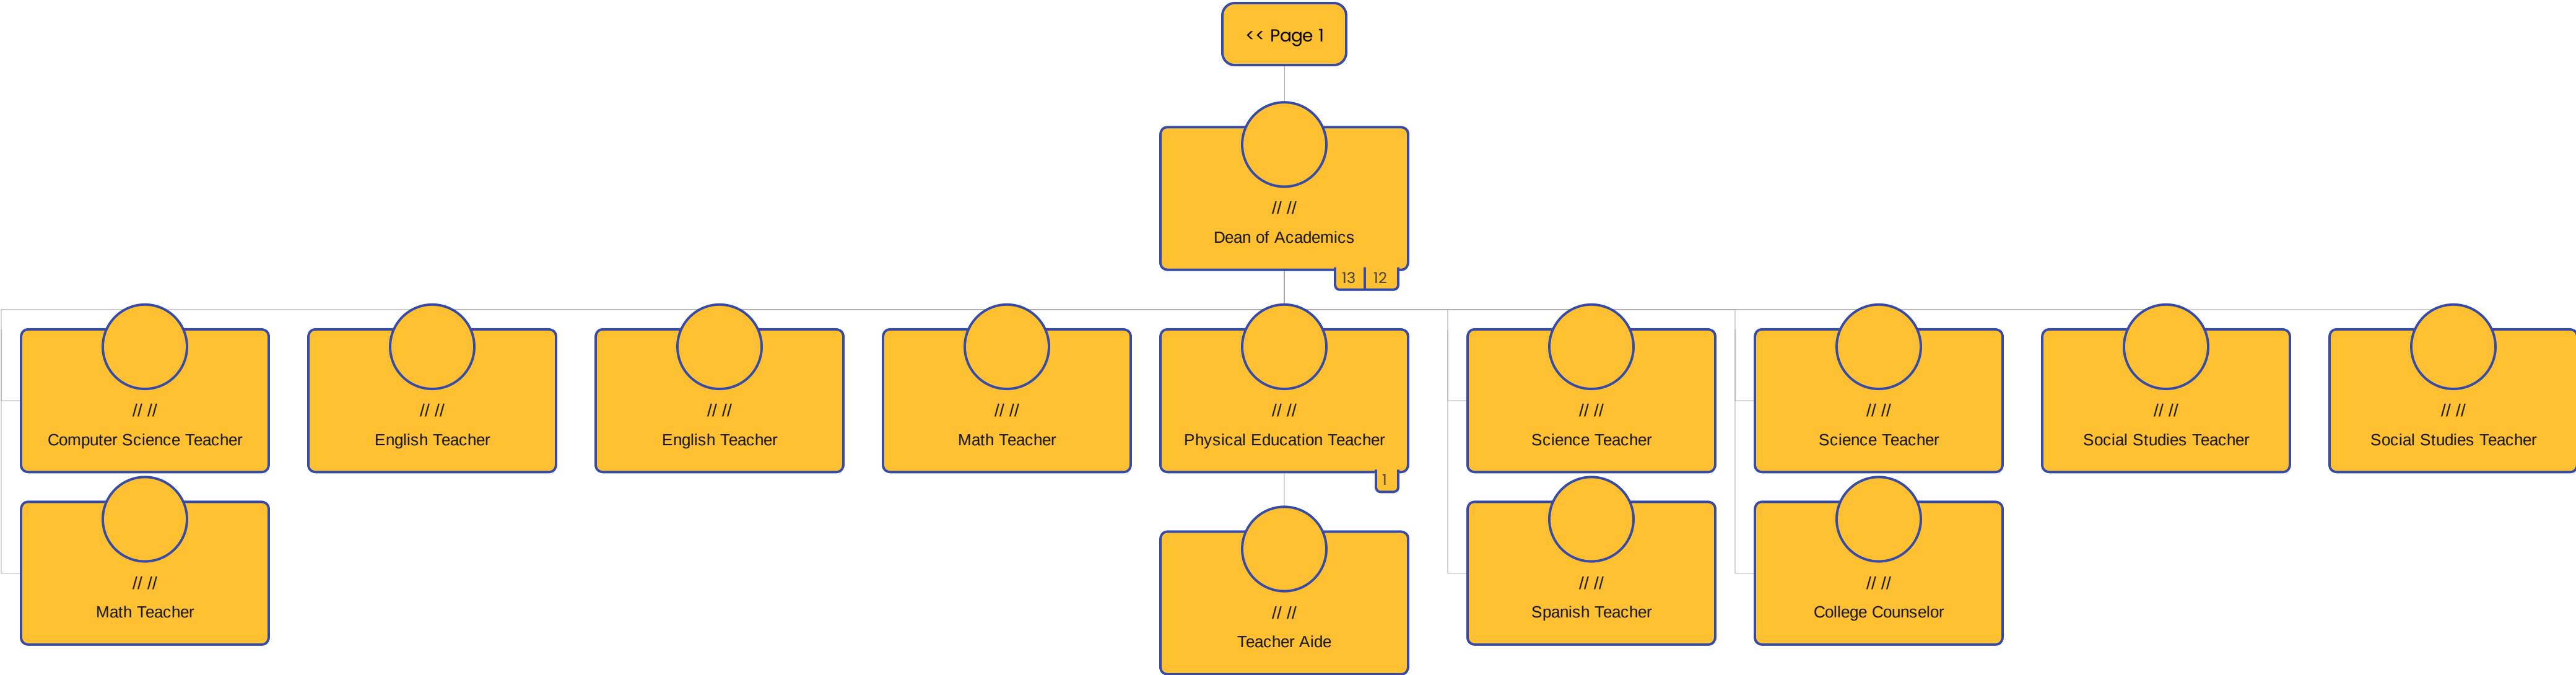 << Page 1
// //
Dean of Academics
13 12
// //
Computer Science Teacher
// //
English Teacher
// //
English Teacher
// //
Math Teacher
// //
Physical Education Teacher
1
// //
Science Teacher
// //
Science Teacher
// //
Social Studies Teacher
// //
Social Studies Teacher
// //
Math Teacher
// //
Teacher Aide
// //
Spanish Teacher
// //
College Counselor